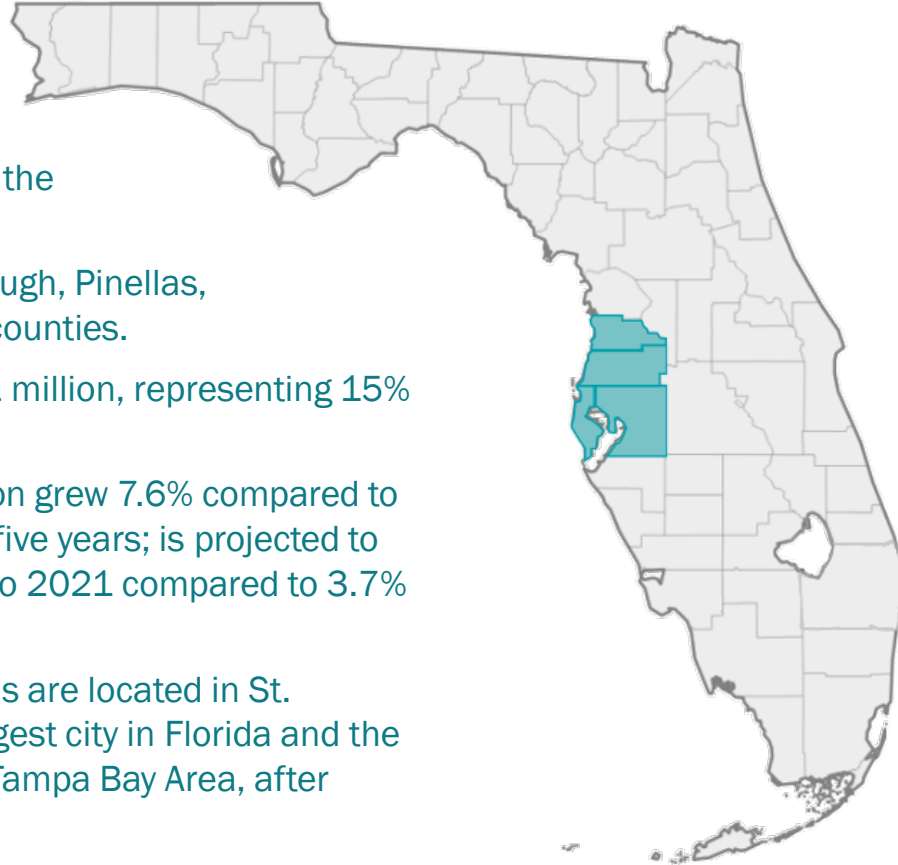 the
ugh, Pinellas,
counties.
million, representing 15%
on grew 7.6% compared to
five years; is projected to
o 2021 compared to 3.7%
s are located in St.
gest city in Florida and the
Tampa Bay Area, after